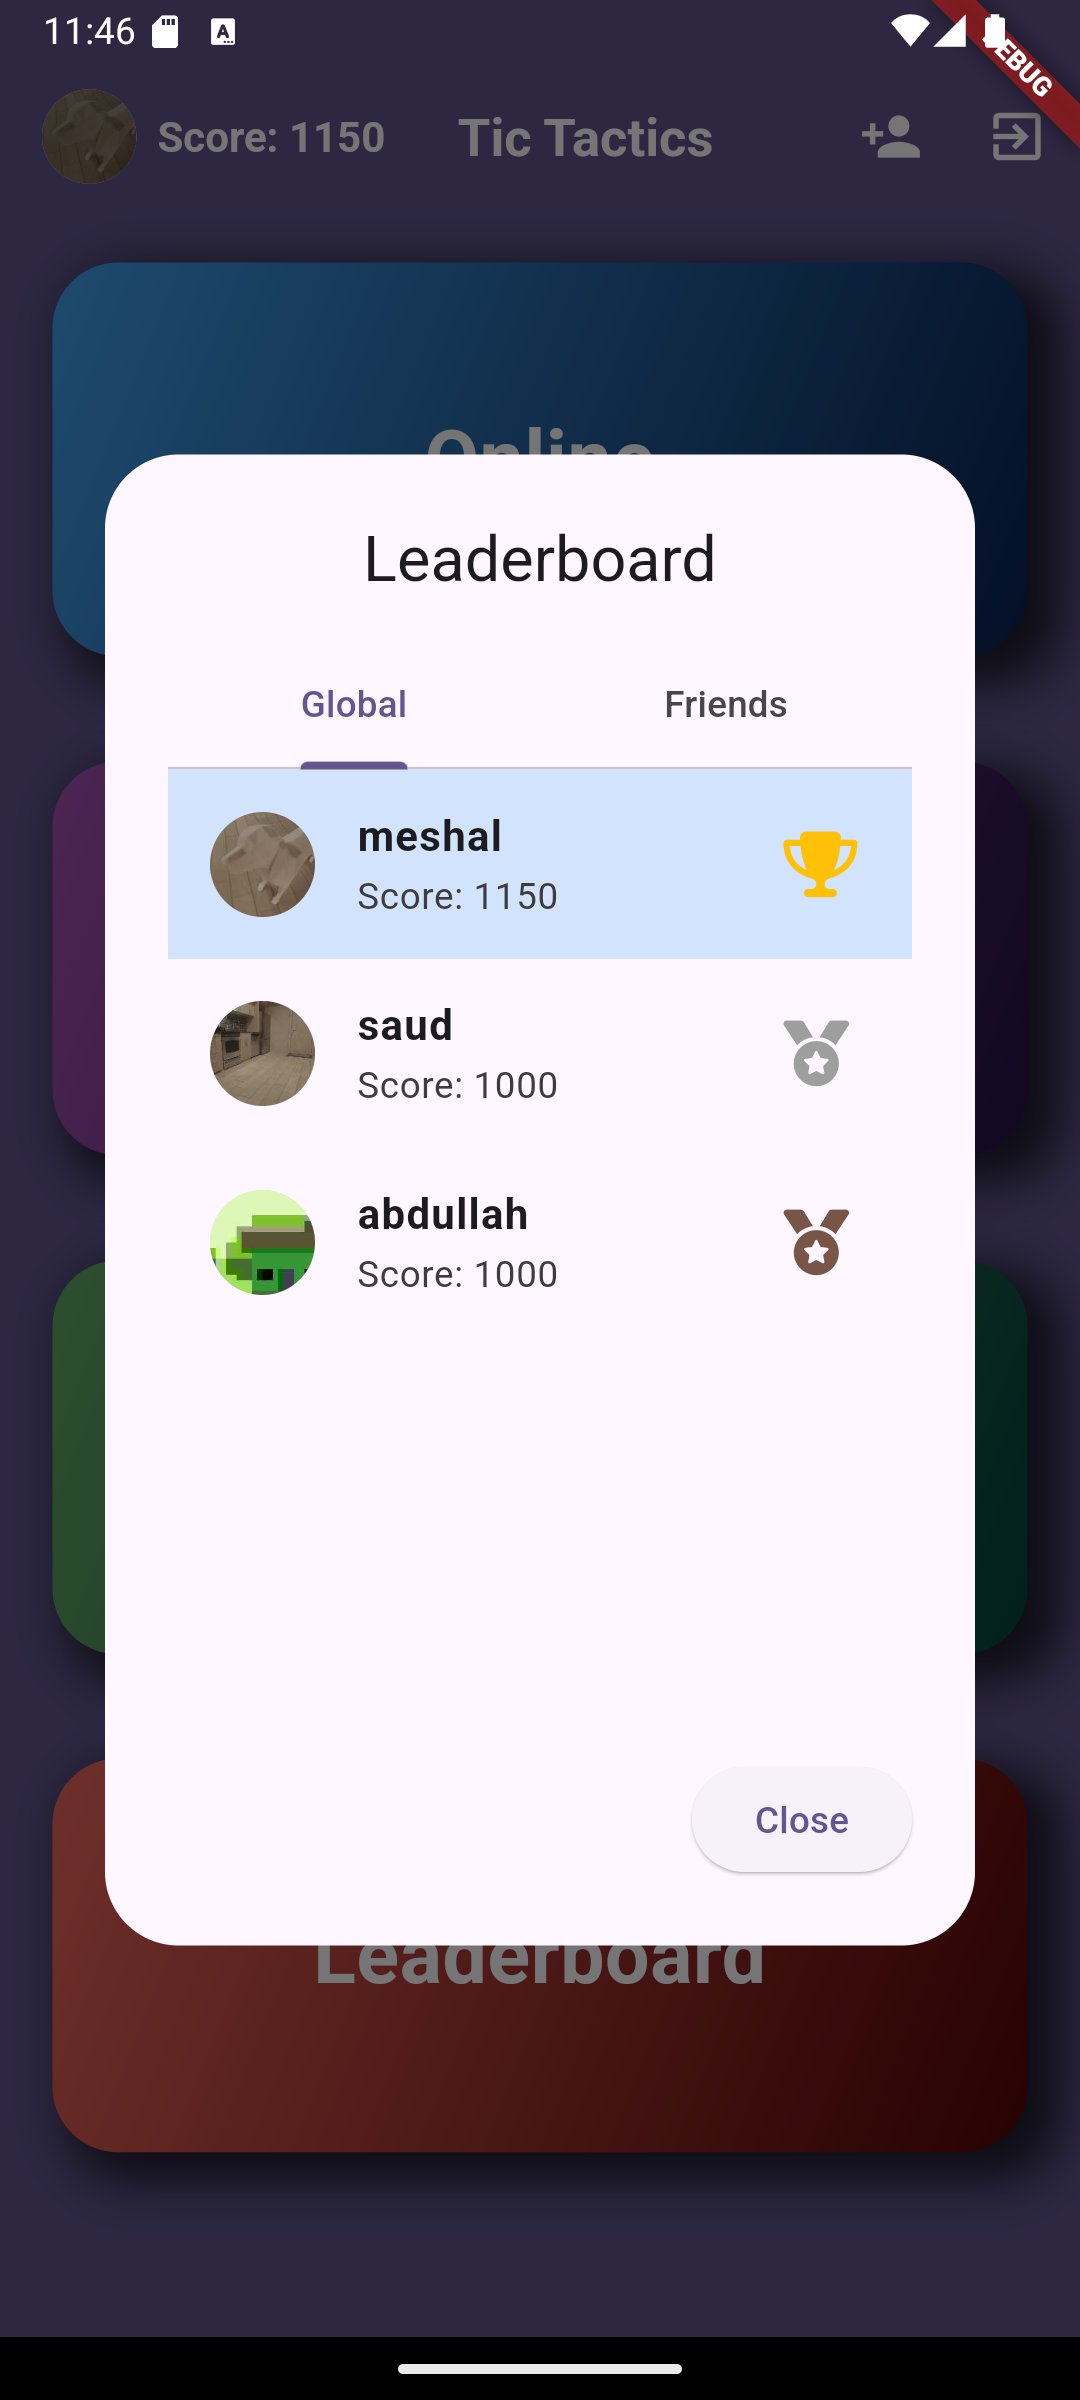 11:46
DEBUG
Score: 1150
Tic Tactics
Online
Leaderboard
Global
Friends
meshal
Score: 1150
saud
Score: 1000
abdullah
Score: 1000
Close
Leaderboard